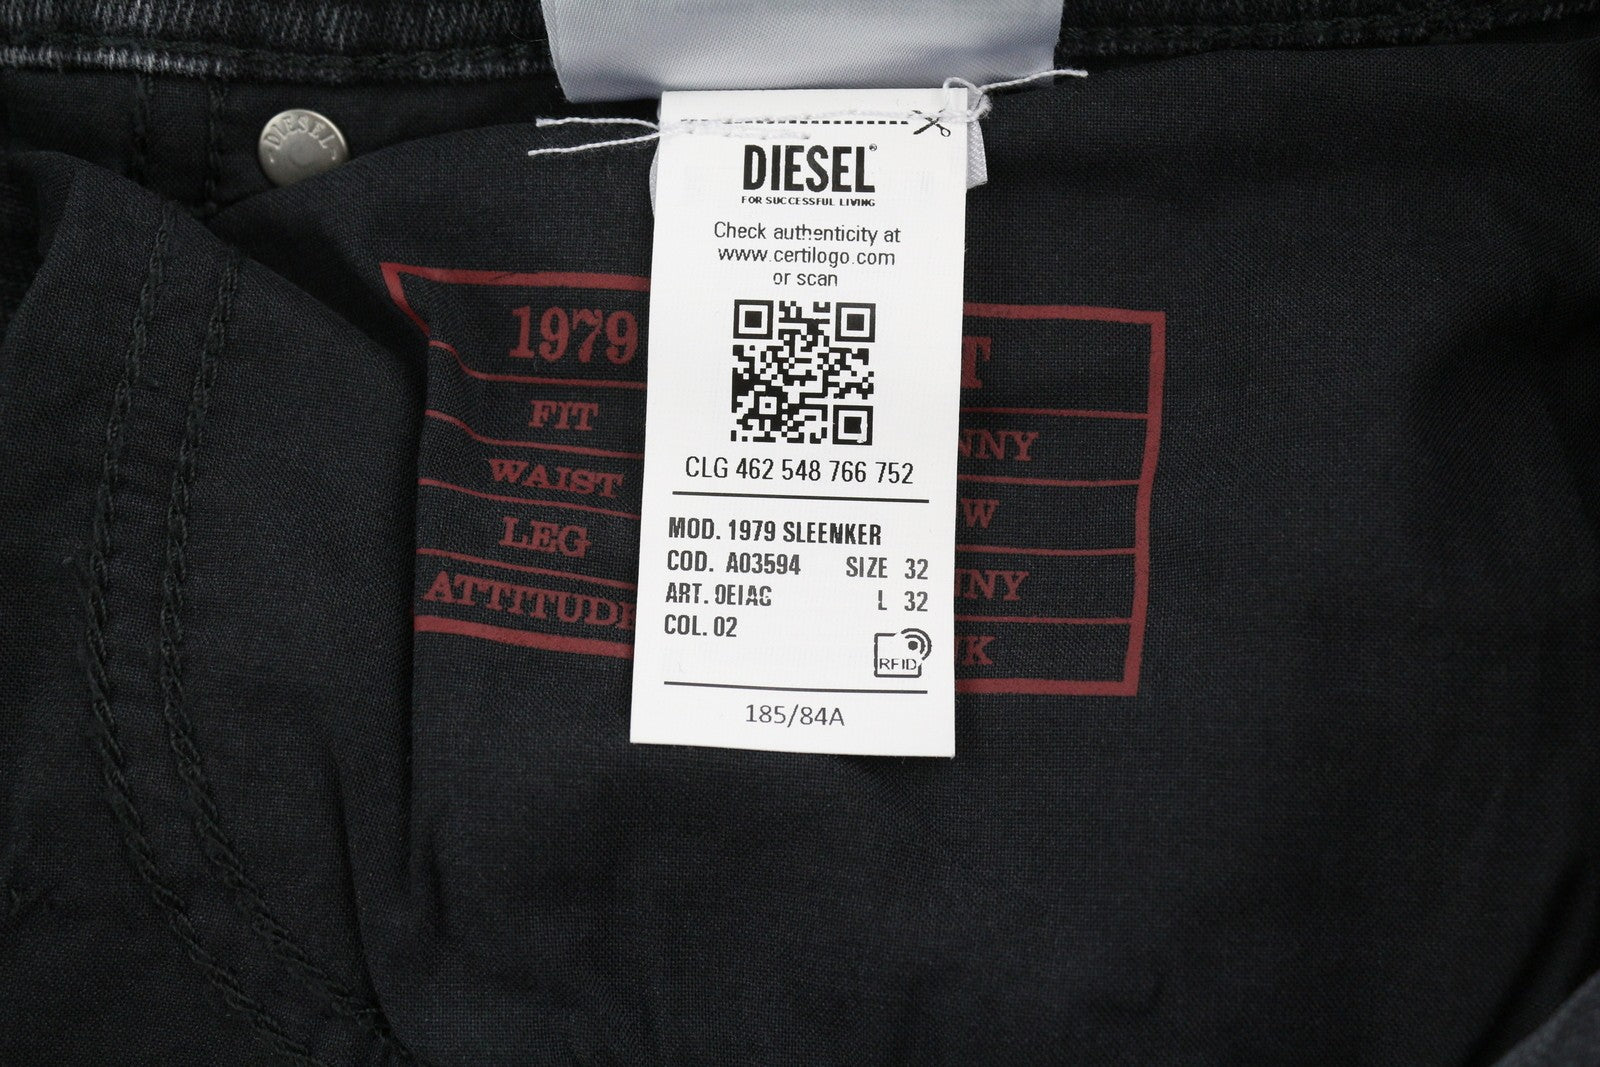 DIESEL
DIESEL®
FOR SUCCESSFUL LIVING
Check authenticity at
www.certilogo.com
or scan
CLG 462 548 766 752
MOD. 1979 SLEENKER
COD. A03594 SIZE 32
ART. 0EIAG L 32
COL. 02
RFID
185/84A
1979 T
FIT NNY
WAIST W
LEG NNY
ATTITUDE K